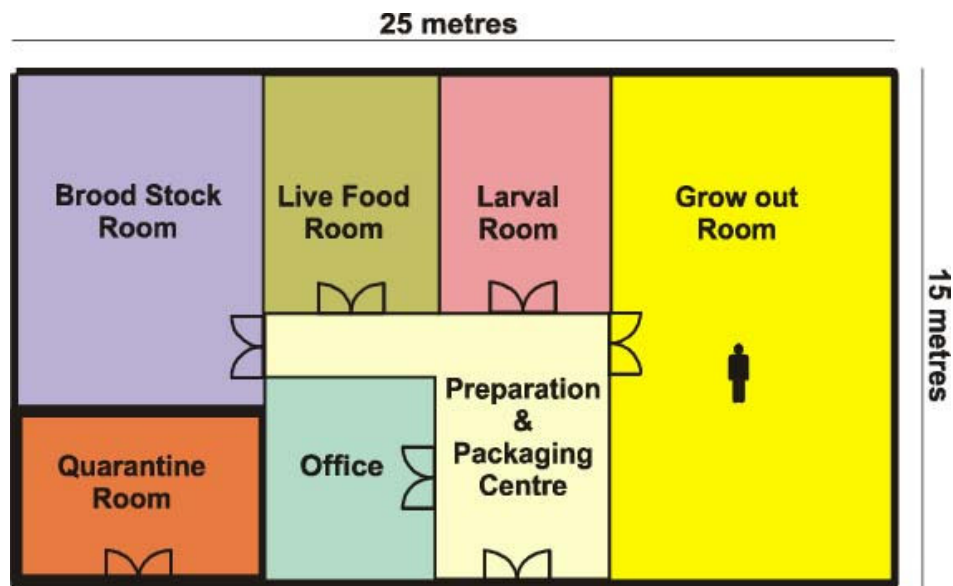 25 metres
Brood Stock
Room
Live Food
Room
Larval
Room
Grow out
Room
15 metres
Preparation
&
Packaging
Centre
Quarantine
Room
Office